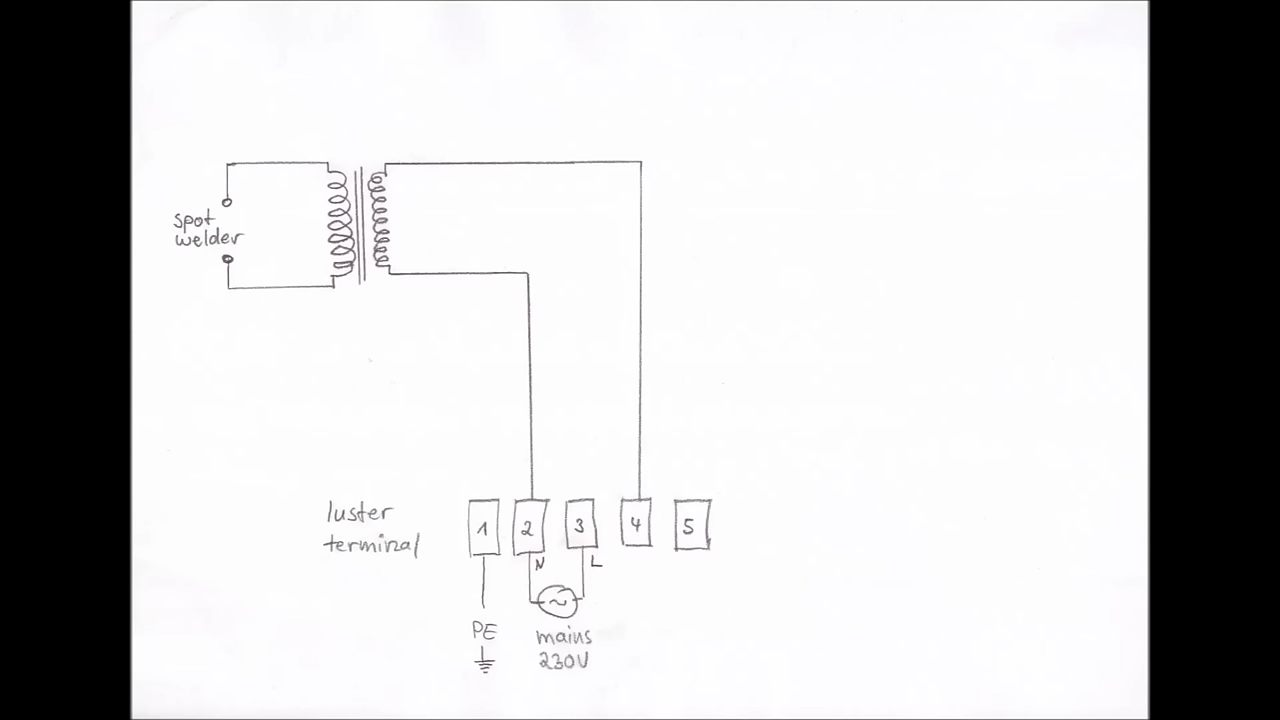 spot
welder
luster
terminal
1 2 3 4 5
N L
~
PE
mains
230V